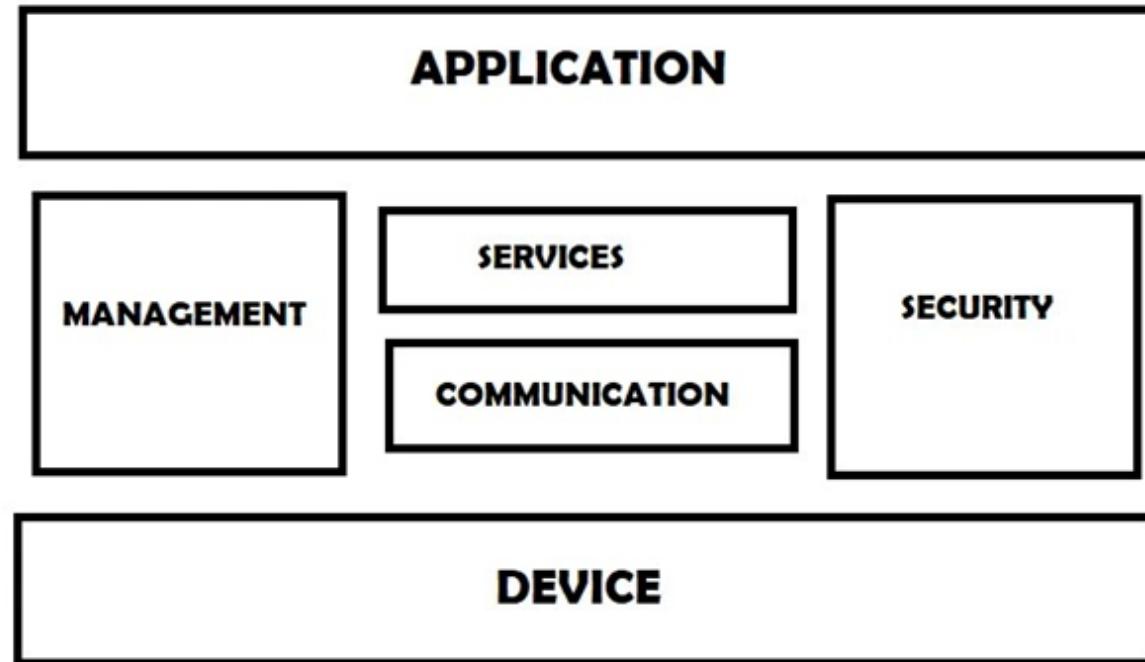 APPLICATION
MANAGEMENT
SERVICES
COMMUNICATION
SECURITY
DEVICE